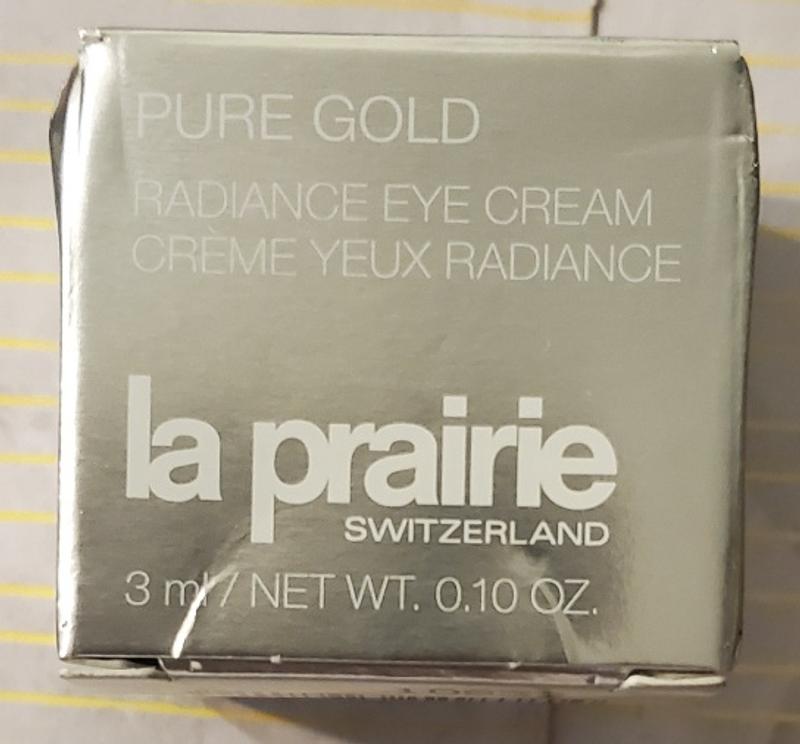 PURE GOLD
RADIANCE EYE CREAM
CRÈME YEUX RADIANCE
la prairie
SWITZERLAND
3 ml / NET WT. 0.10 OZ.